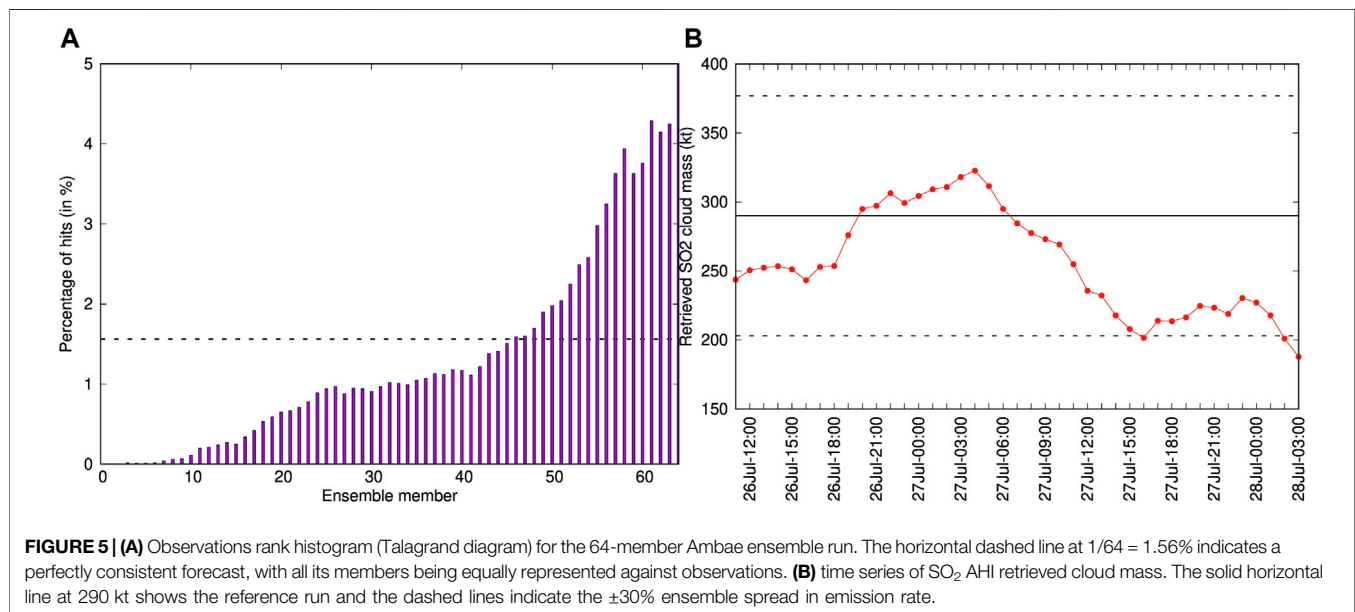 A
5
4
3
2
1
0
Percentage of hits (in %)
0 10 20 30 40 50 60
Ensemble member
B
400
350
300
250
200
150
Retrieved SO2 cloud mass (kt)
26Jul-12:00
26Jul-15:00
26Jul-18:00
26Jul-21:00
27Jul-00:00
27Jul-03:00
27Jul-06:00
27Jul-09:00
27Jul-12:00
27Jul-15:00
27Jul-18:00
27Jul-21:00
28Jul-00:00
28Jul-03:00
FIGURE 5 | (A) Observations rank histogram (Talagrand diagram) for the 64-member Ambae ensemble run. The horizontal dashed line at 1/64 = 1.56% indicates a
perfectly consistent forecast, with all its members being equally represented against observations. (B) time series of SO₂ AHI retrieved cloud mass. The solid horizontal
line at 290 kt shows the reference run and the dashed lines indicate the ±30% ensemble spread in emission rate.